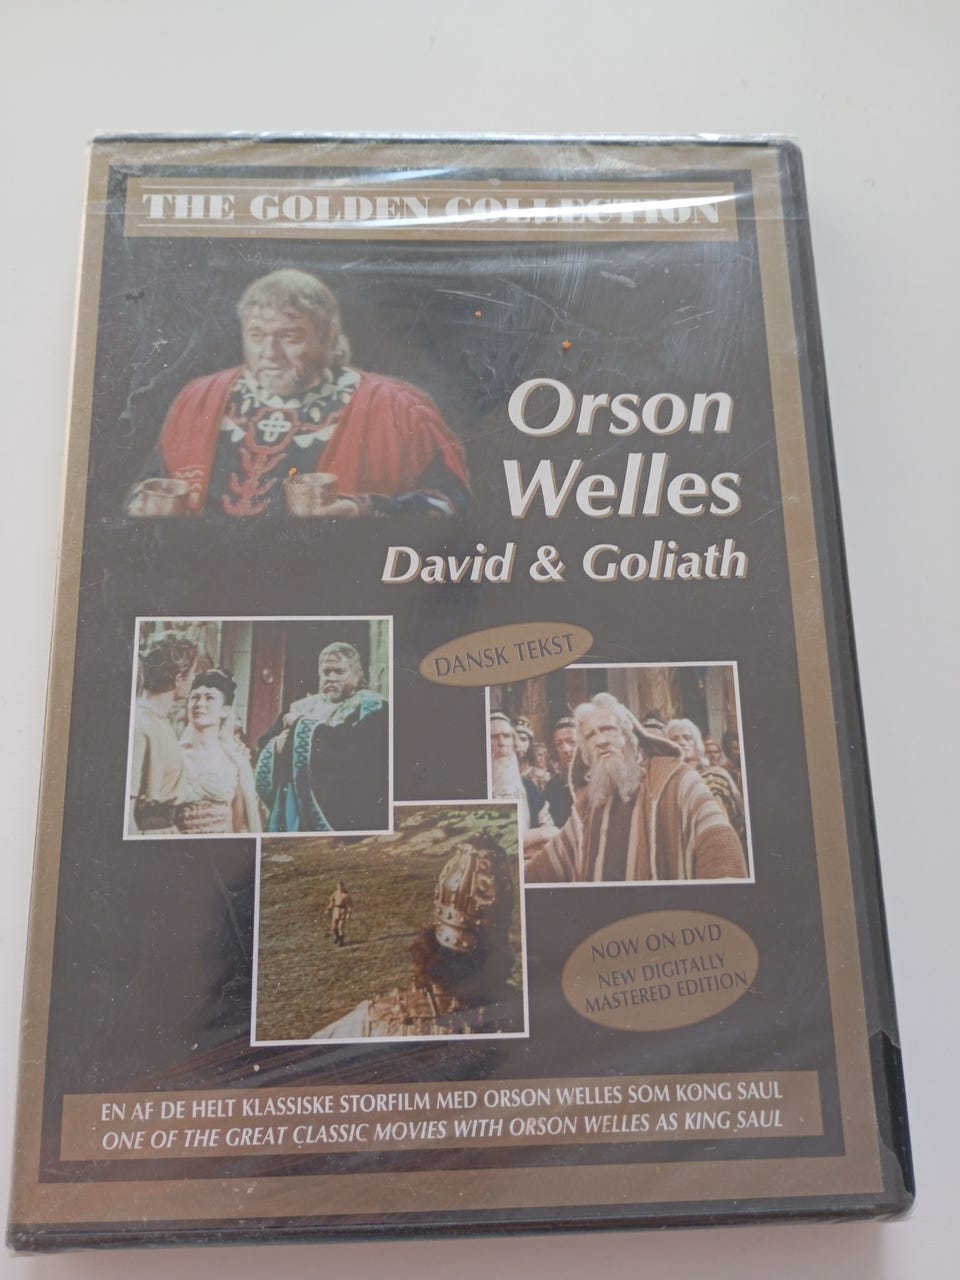 THE GOLDEN COLLECTION
Orson
Welles
David & Goliath
DANSK TEKST
NOW ON DVD
NEW DIGITALLY
MASTERED EDITION
EN AF DE HELT KLASSISKE STORFILM MED ORSON WELLES SOM KONG SAUL
ONE OF THE GREAT CLASSIC MOVIES WITH ORSON WELLES AS KING SAUL